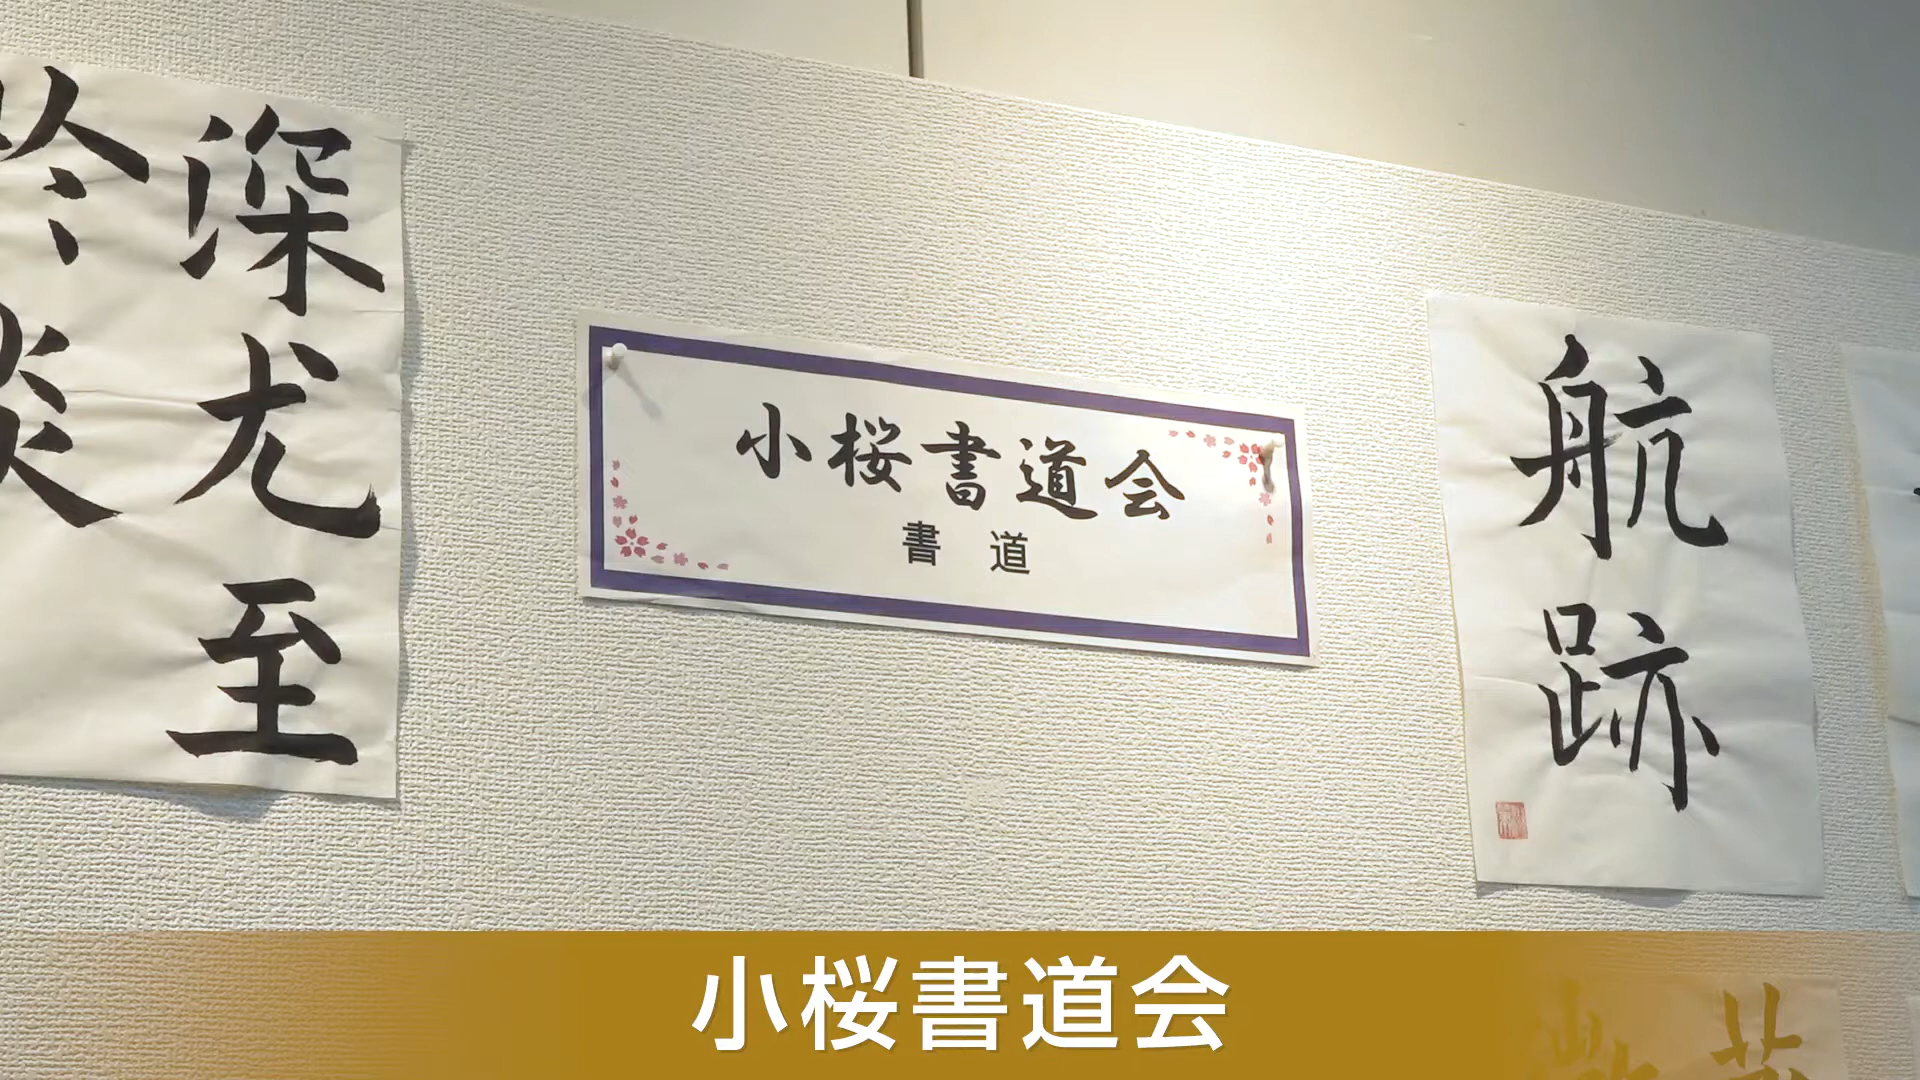 深尤至
小桜書道会
書 道
航跡
小桜書道会